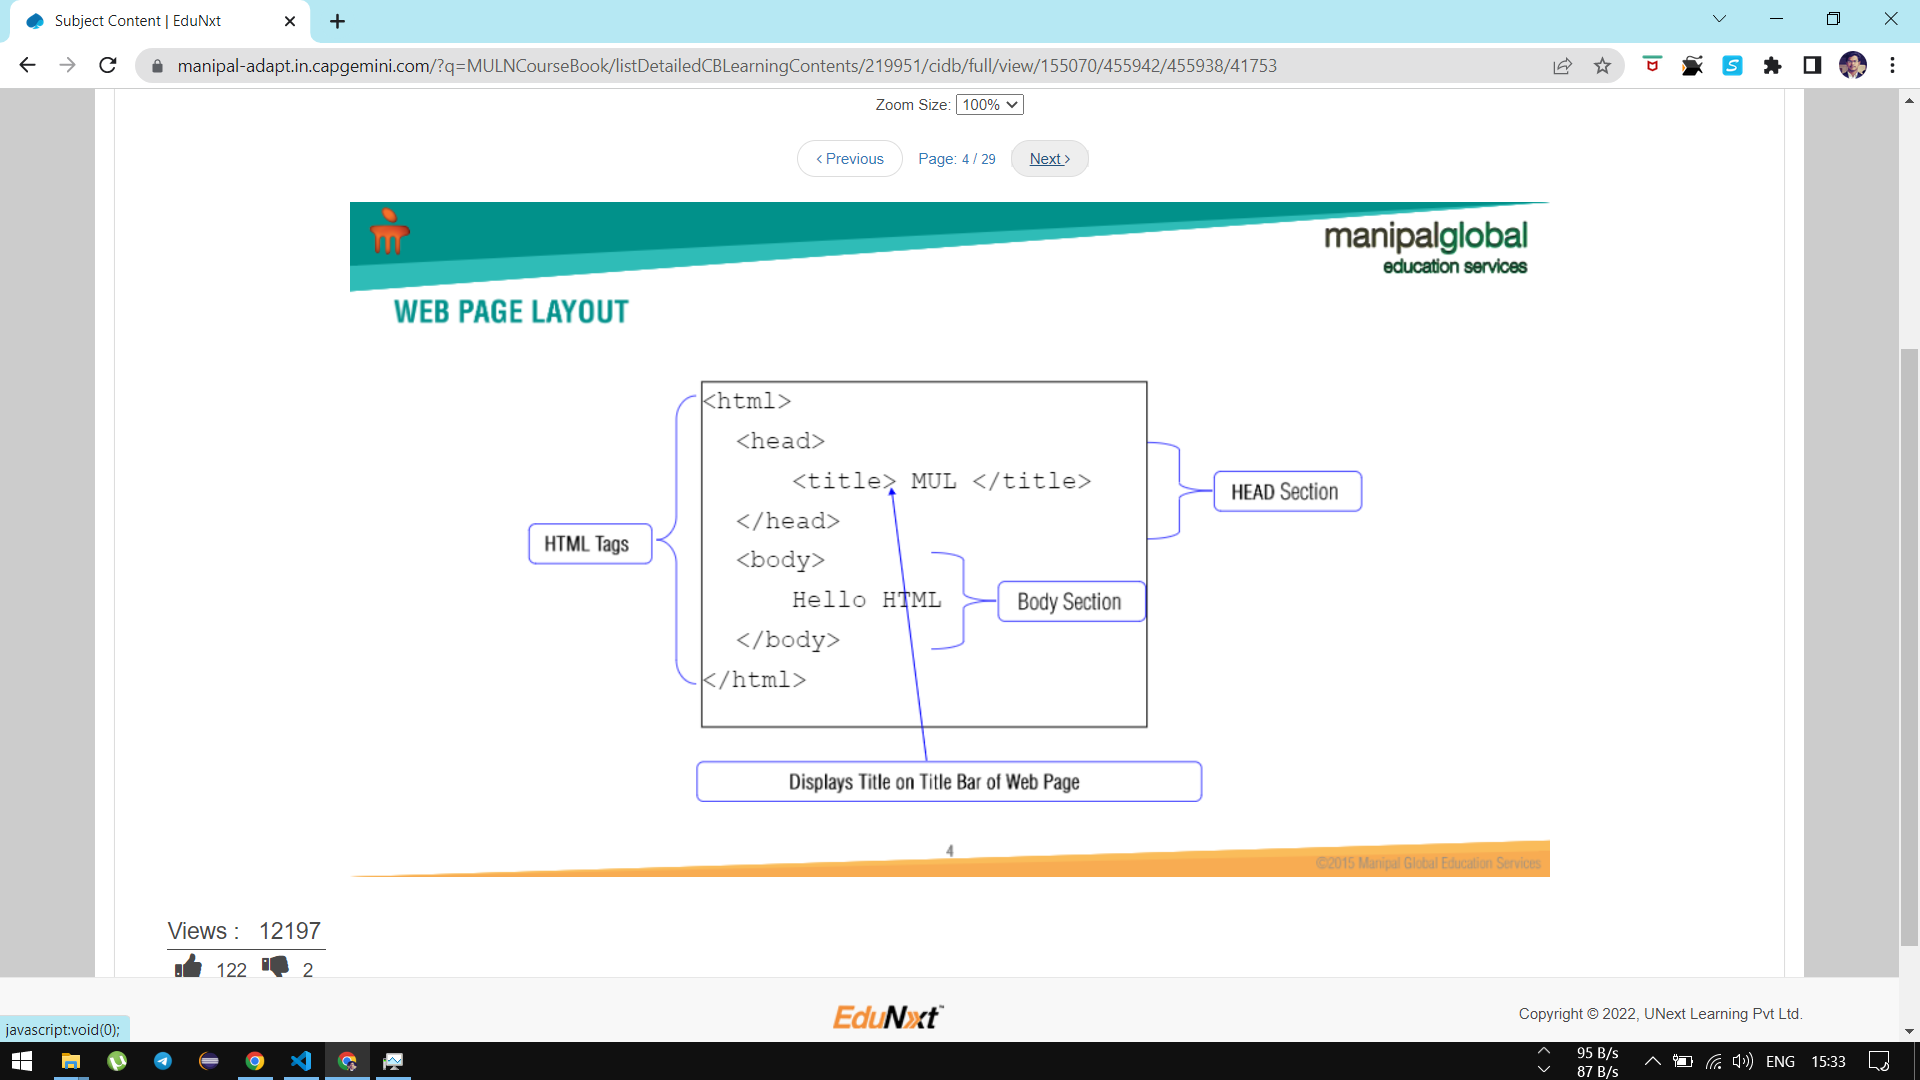 Subject Content | EduNxt
manipal-adapt.in.capgemini.com/?q=MULNCourseBook/listDetailedCBLearningContents/219951/cidb/full/view/155070/455942/455938/41753
Zoom Size: 100%
‹ Previous Page: 4 / 29 Next ›
manipalglobal
education services
WEB PAGE LAYOUT
<html>
<head>
<title> MUL </title>
HEAD Section
</head>
HTML Tags
<body>
Hello HTML
Body Section
</body>
</html>
Displays Title on Title Bar of Web Page
4
©2015 Manipal Global Education Services
Views : 12197
122 2
EduNxt™
Copyright © 2022, UNext Learning Pvt Ltd.
javascript:void(0);
95 B/s
87 B/s
ENG 15:33